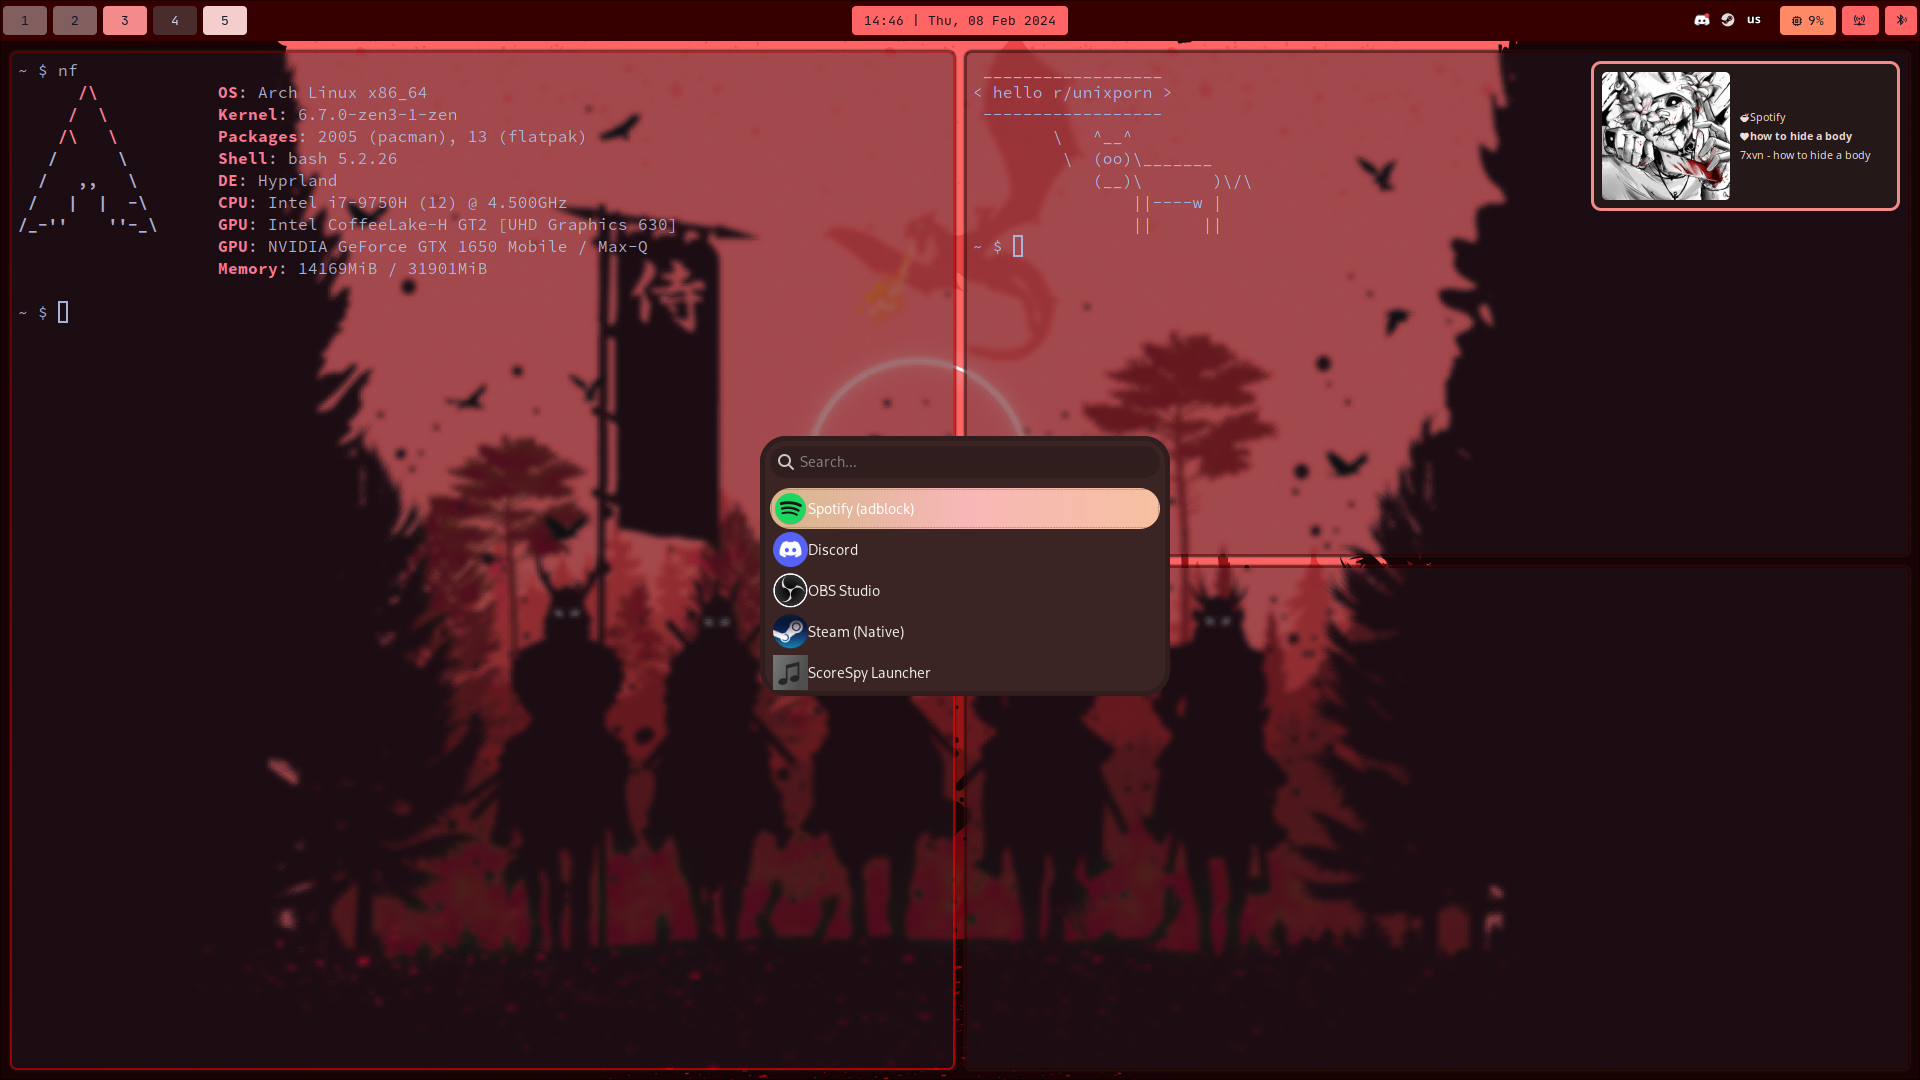 1 2 3 4 5
14:46 | Thu, 08 Feb 2024
us
9%
~ $ nf
OS: Arch Linux x86_64
Kernel: 6.7.0-zen3-1-zen
Packages: 2005 (pacman), 13 (flatpak)
Shell: bash 5.2.26
DE: Hyprland
CPU: Intel i7-9750H (12) @ 4.500GHz
GPU: Intel CoffeeLake-H GT2 [UHD Graphics 630]
GPU: NVIDIA GeForce GTX 1650 Mobile / Max-Q
Memory: 14169MiB / 31901MiB
~ $
侍
< hello r/unixporn >
(oo)
~ $
Spotify
how to hide a body
7xvn - how to hide a body
Search...
Spotify (adblock)
Discord
OBS Studio
Steam (Native)
ScoreSpy Launcher